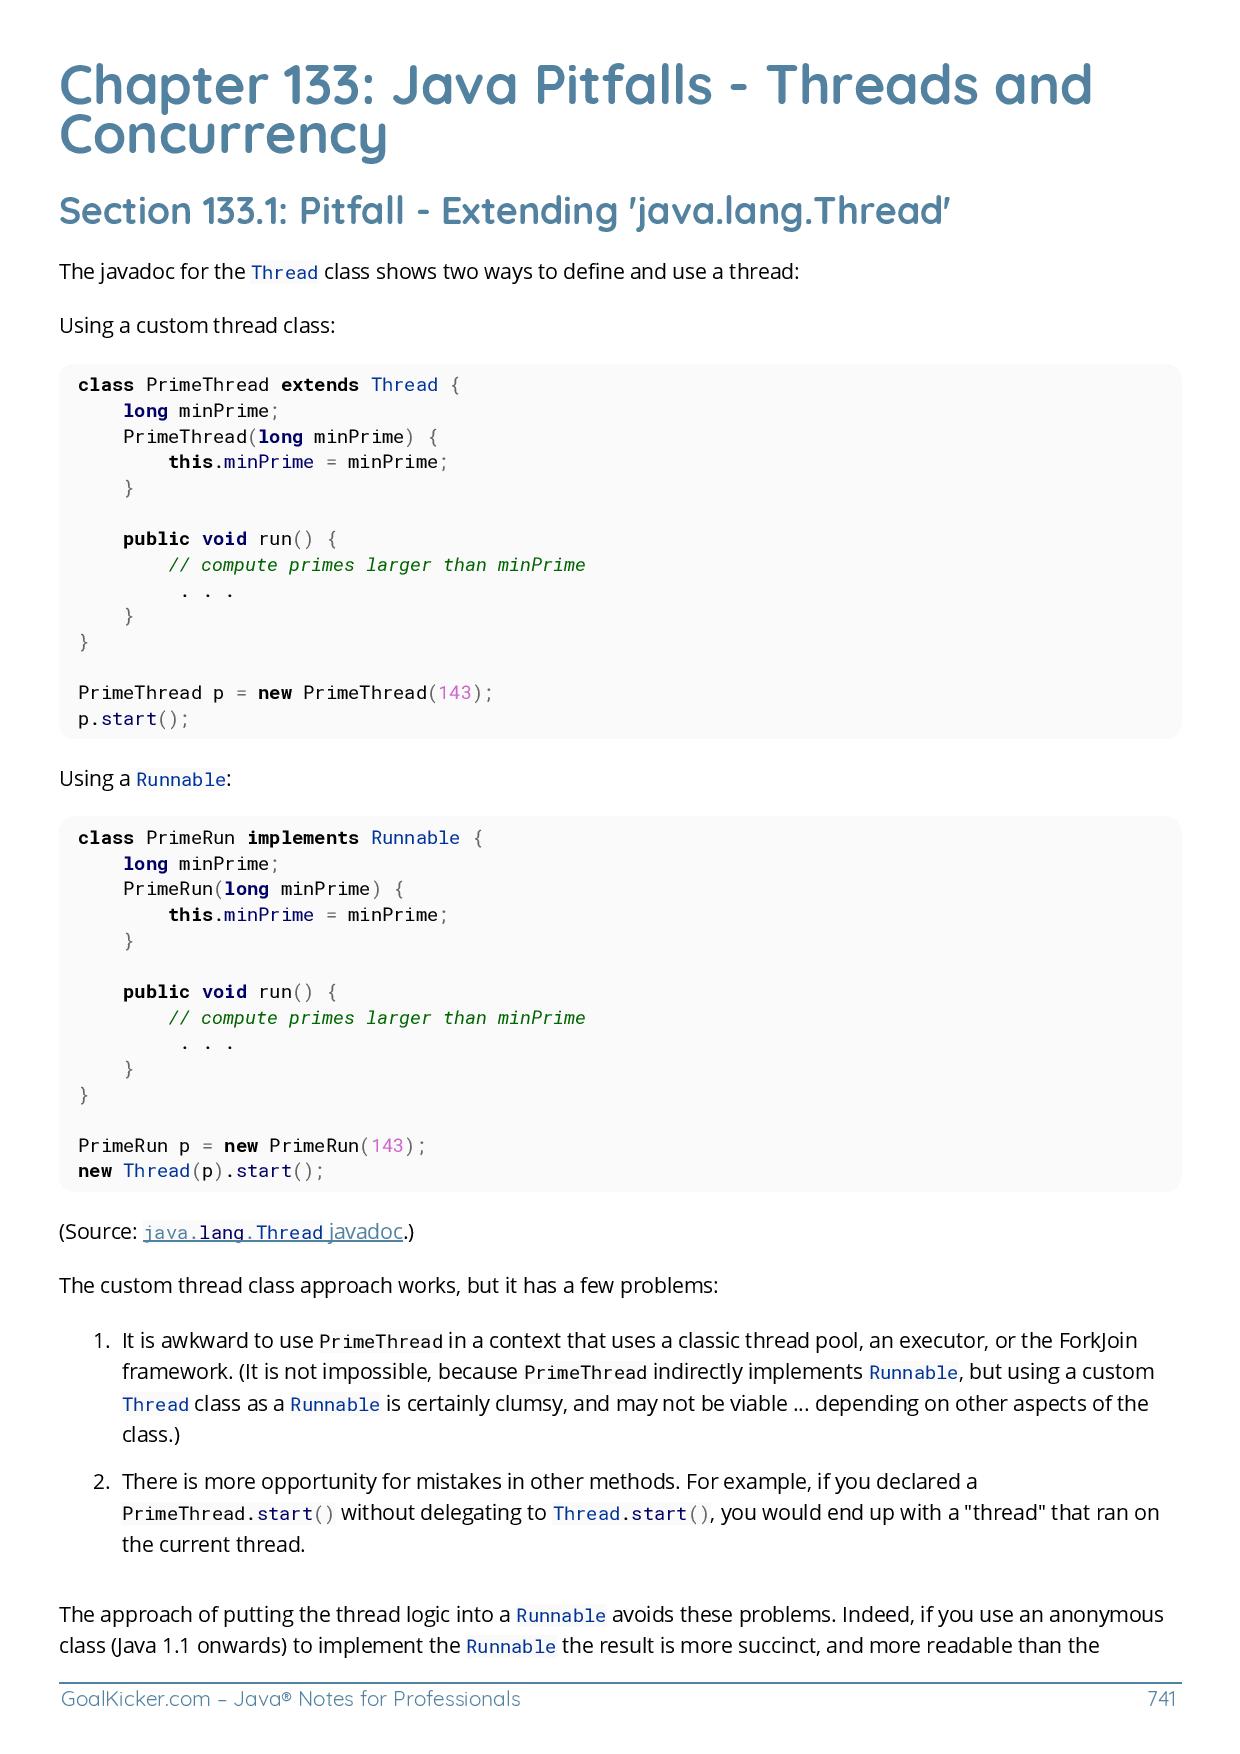 Chapter 133: Java Pitfalls - Threads and
Concurrency
Section 133.1: Pitfall - Extending 'java.lang.Thread'
The javadoc for the Thread class shows two ways to define and use a thread:
Using a custom thread class:
class PrimeThread extends Thread {
    long minPrime;
    PrimeThread(long minPrime) {
        this.minPrime = minPrime;
    }
    public void run() {
        // compute primes larger than minPrime
         . . .
    }
}
PrimeThread p = new PrimeThread(143);
p.start();
Using a Runnable:
class PrimeRun implements Runnable {
    long minPrime;
    PrimeRun(long minPrime) {
        this.minPrime = minPrime;
    }
    public void run() {
        // compute primes larger than minPrime
         . . .
    }
}
PrimeRun p = new PrimeRun(143);
new Thread(p).start();
(Source: java.lang.Thread javadoc.)
The custom thread class approach works, but it has a few problems:
1. It is awkward to use PrimeThread in a context that uses a classic thread pool, an executor, or the ForkJoin
framework. (It is not impossible, because PrimeThread indirectly implements Runnable, but using a custom
Thread class as a Runnable is certainly clumsy, and may not be viable ... depending on other aspects of the
class.)
2. There is more opportunity for mistakes in other methods. For example, if you declared a
PrimeThread.start() without delegating to Thread.start(), you would end up with a "thread" that ran on
the current thread.
The approach of putting the thread logic into a Runnable avoids these problems. Indeed, if you use an anonymous
class (Java 1.1 onwards) to implement the Runnable the result is more succinct, and more readable than the
GoalKicker.com – Java® Notes for Professionals 741